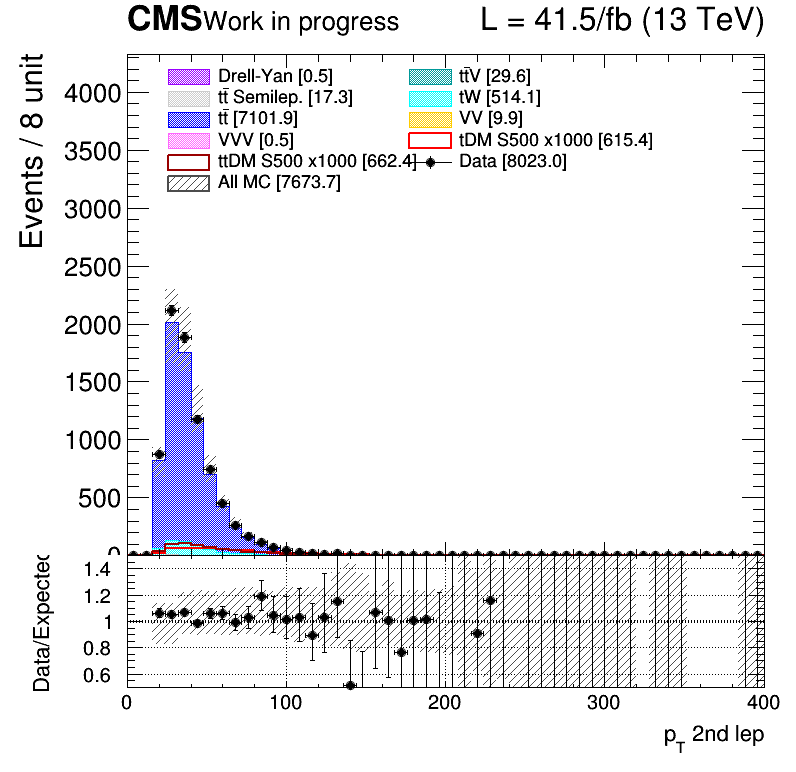 CMS Work in progress L = 41.5/fb (13 TeV)
Events / 8 unit
4000
3500
3000
2500
2000
1500
1000
500
0
Drell-Yan [0.5]
tt̄ Semilep. [17.3]
tt̄ [7101.9]
VVV [0.5]
ttDM S500 x1000 [662.4]
All MC [7673.7]
tt̄V [29.6]
tW [514.1]
VV [9.9]
tDM S500 x1000 [615.4]
Data [8023.0]
Data/Expected
1.4
1.2
1
0.8
0.6
0 100 200 300 400
p_T 2nd lep